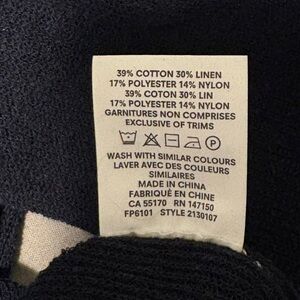 39% COTTON 30% LINEN
17% POLYESTER 14% NYLON
39% COTON 30% LIN
17% POLYESTER 14% NYLON
GARNITURES NON COMPRISES
EXCLUSIVE OF TRIMS
WASH WITH SIMILAR COLOURS
LAVER AVEC DES COULEURS
SIMILAIRES
MADE IN CHINA
FABRIQUÉ EN CHINE
CA 55170 RN 147150
FP6101 STYLE 2130107